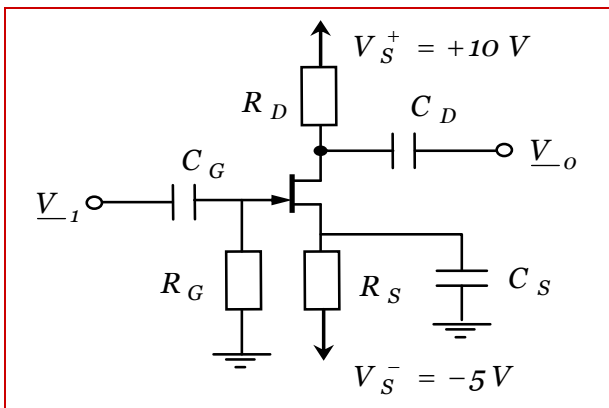 V_S^+ = +10 V
R_D
C_D
C_G
V_o
V_1
R_G
R_S
C_S
V_S^- = -5 V